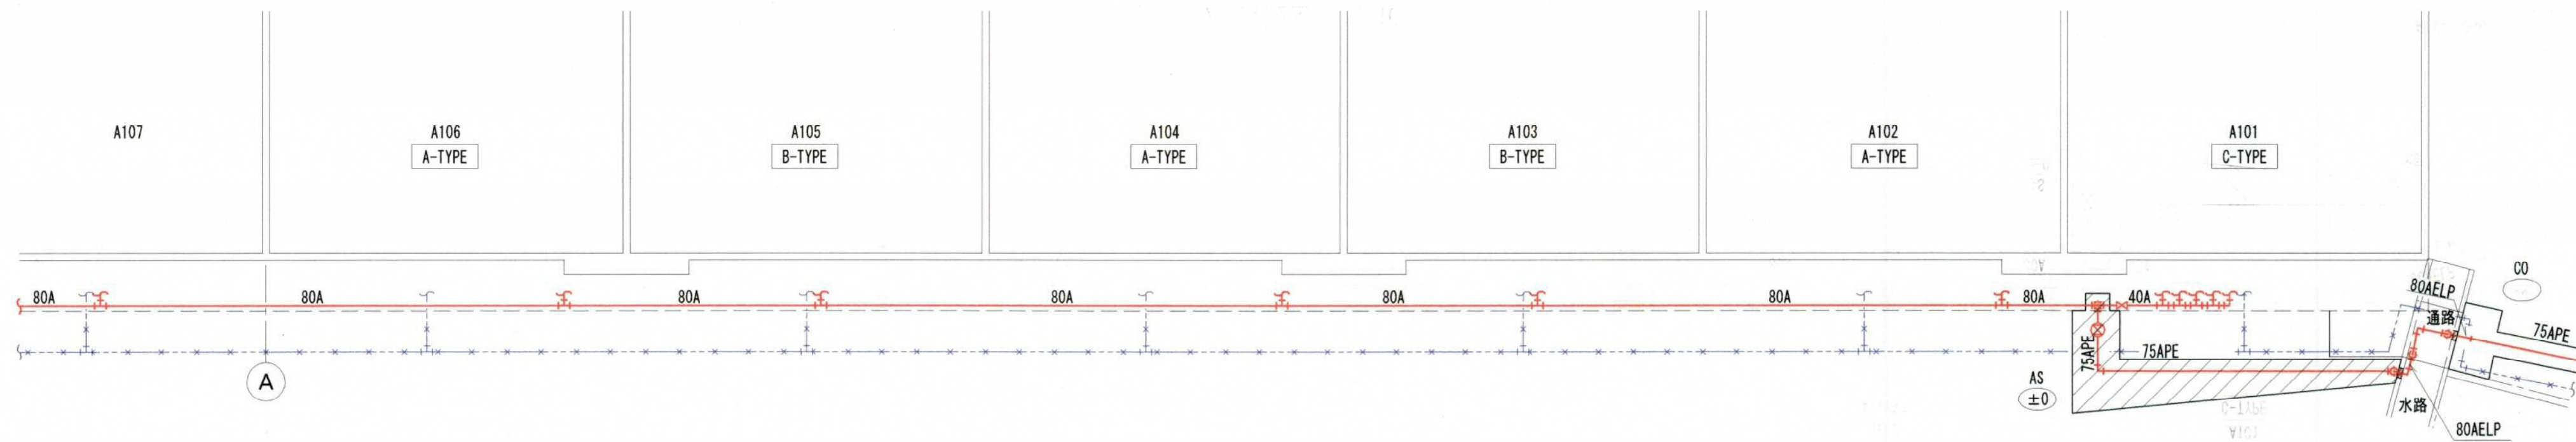 A107
A106
A-TYPE
A105
B-TYPE
A104
A-TYPE
A103
B-TYPE
A102
A-TYPE
A101
C-TYPE
CO
80A
80A
80A
80A
80A
80A
80A
40A
80AELP
通路
75APE
75APE
75APE
A
AS
±0
水路
80AELP